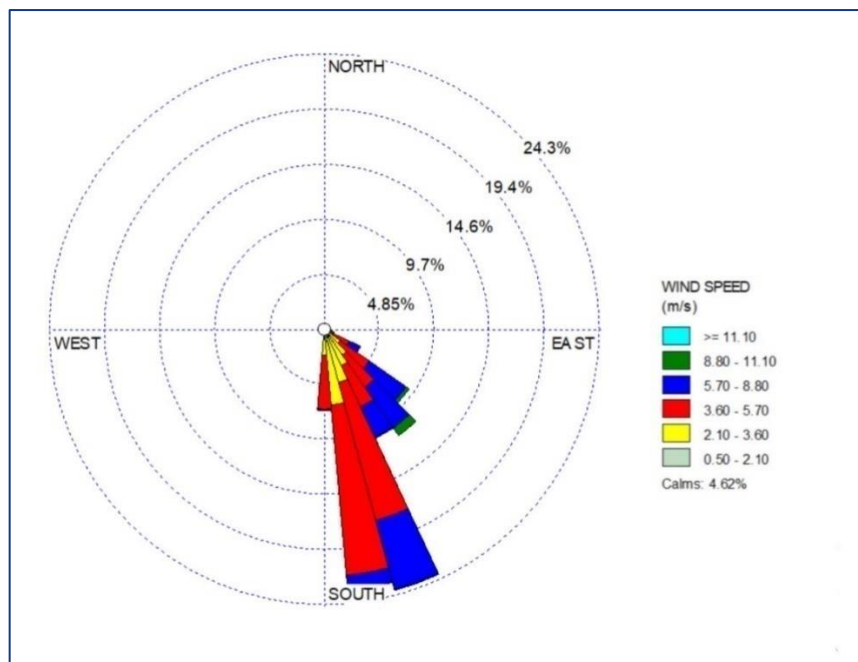 NORTH
24.3%
19.4%
14.6%
9.7%
4.85%
WEST
EAST
SOUTH
WIND SPEED
(m/s)
>= 11.10
8.80 - 11.10
5.70 - 8.80
3.60 - 5.70
2.10 - 3.60
0.50 - 2.10
Calms: 4.62%